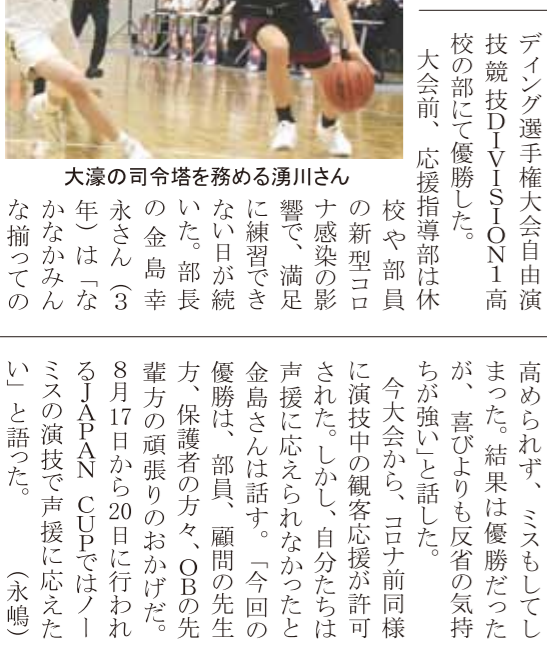 大濠の司令塔を務める湧川さん
ディング選手権大会自由演
技競技DIVISION1高
校の部にて優勝した。
大会前、応援指導部は休
校や部員
の新型コロ
ナ感染の影
響で、満足
に練習でき
ない日が続
いた。部長
の金島幸
永さん（3
年）は「な
かなかみん
な揃っての
高められず、ミスもしてし
まった。結果は優勝だった
が、喜びよりも反省の気持
ちが強い」と話した。
今大会から、コロナ前同様
に演技中の観客応援が許可
された。しかし、自分たちは
声援に応えられなかったと
金島さんは話す。「今回の
優勝は、部員、顧問の先生
方、保護者の方々、OBの先
輩方の頑張りのおかげだ。
8月17日から20日に行われ
るJAPAN CUPではノー
ミスの演技で声援に応えた
い」と語った。（永嶋）